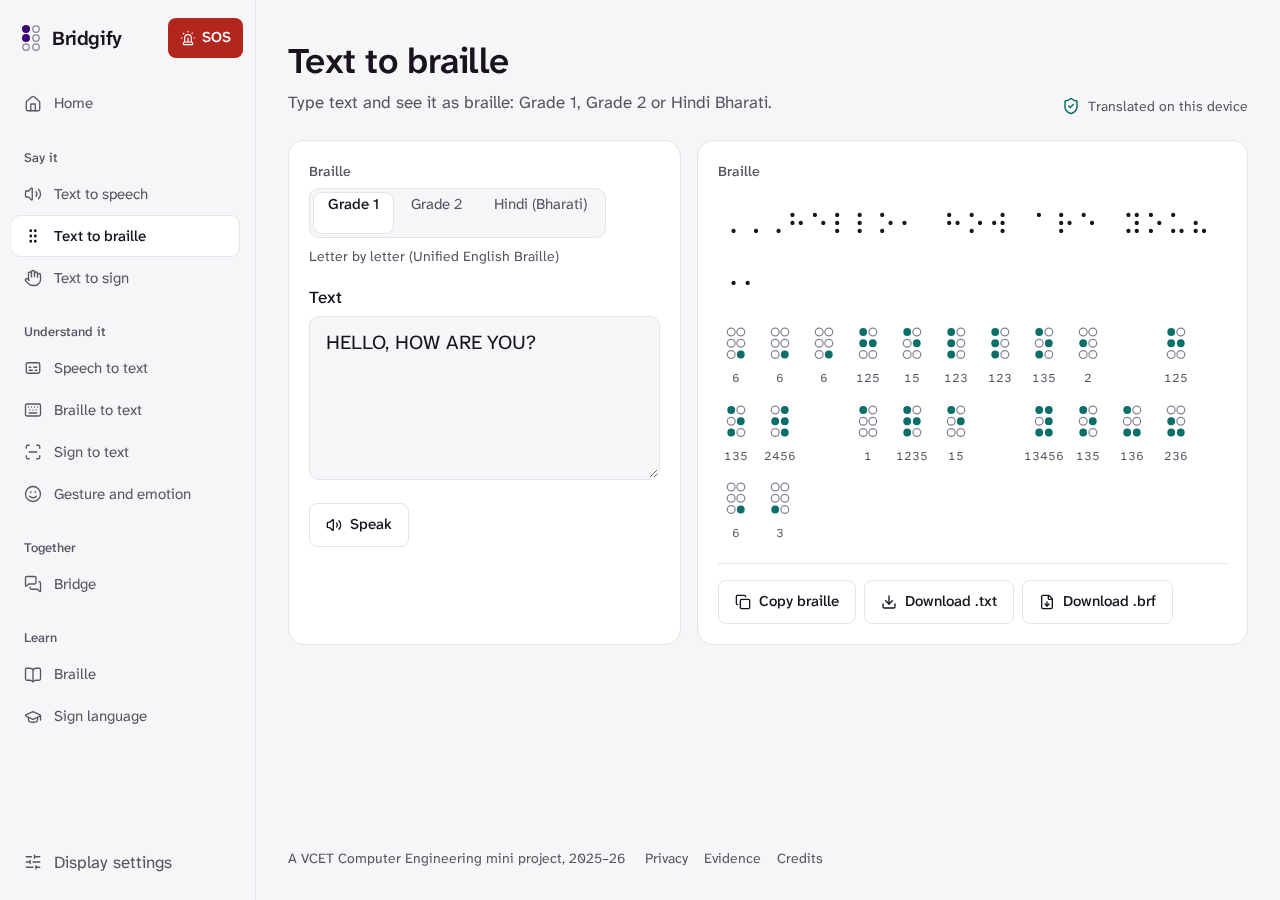 Bridgify
SOS
Home
Say it
Text to speech
Text to braille
Text to sign
Understand it
Speech to text
Braille to text
Sign to text
Gesture and emotion
Together
Bridge
Learn
Braille
Sign language
Display settings
Text to braille
Type text and see it as braille: Grade 1, Grade 2 or Hindi Bharati.
Translated on this device
Braille
Grade 1 Grade 2 Hindi (Bharati)
Letter by letter (Unified English Braille)
Text
HELLO, HOW ARE YOU?
Speak
Braille
⠠⠠⠠⠓⠑⠇⠇⠕⠂ ⠓⠕⠺ ⠁⠗⠑ ⠽⠕⠥⠦
⠠⠄
6 6 6 125 15 123 123 135 2 125
135 2456 1 1235 15 13456 135 136 236
6 3
Copy braille Download .txt Download .brf
A VCET Computer Engineering mini project, 2025–26 Privacy Evidence Credits